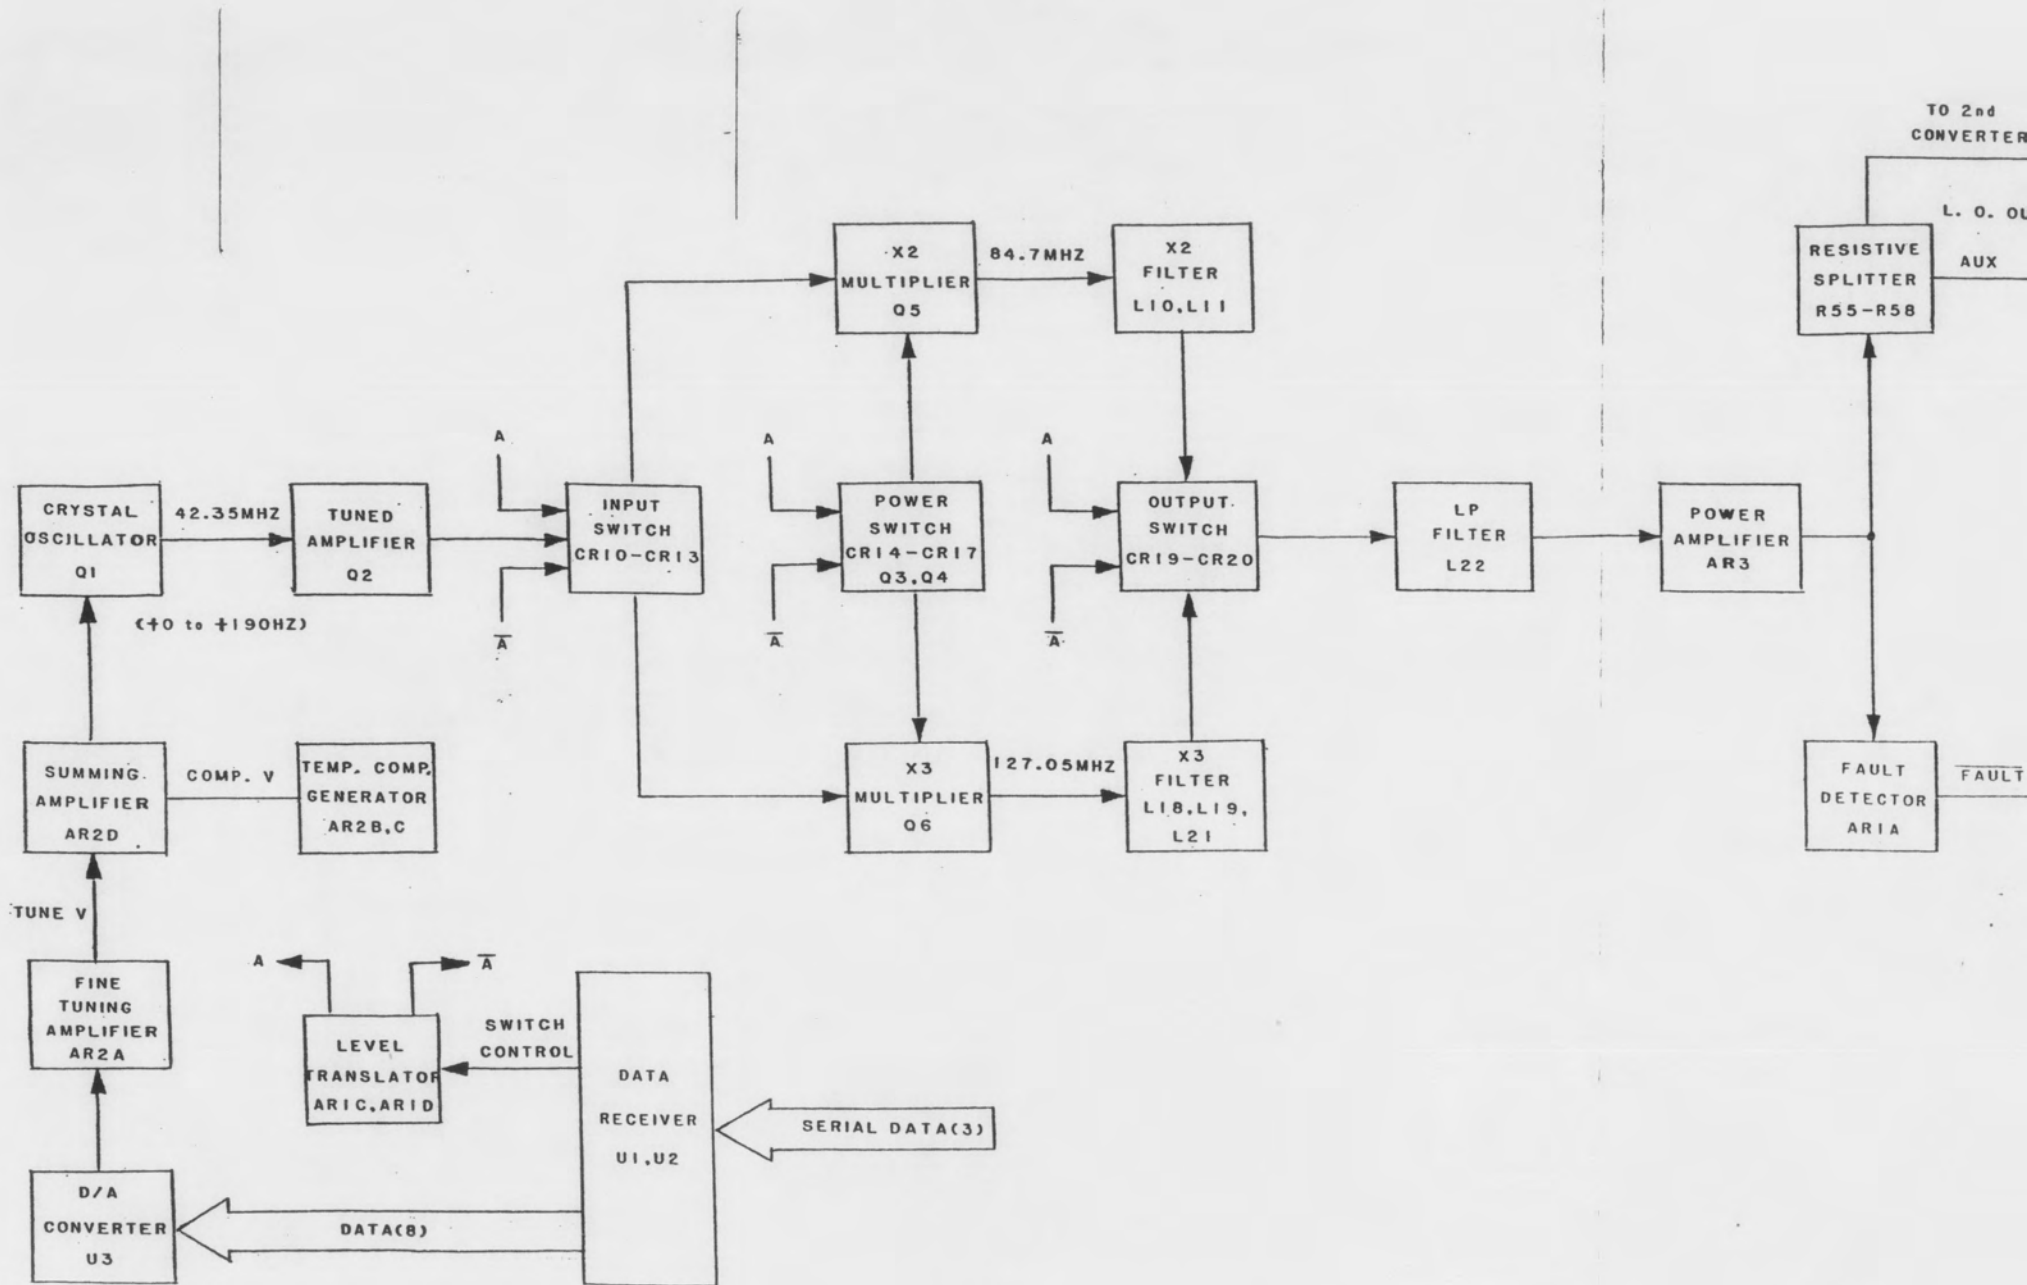 TO 2nd
CONVERTER
L. O. OU
AUX
RESISTIVE
SPLITTER
R55-R58
X2
MULTIPLIER
Q5
84.7MHZ
X2
FILTER
L10,L11
A
A
A
CRYSTAL
OSCILLATOR
Q1
42.35MHZ
TUNED
AMPLIFIER
Q2
INPUT
SWITCH
CR10-CR13
POWER
SWITCH
CR14-CR17
Q3,Q4
OUTPUT
SWITCH
CR19-CR20
LP
FILTER
L22
POWER
AMPLIFIER
AR3
(+0 to +190HZ)
A̅
A̅
A̅
SUMMING
AMPLIFIER
AR2D
COMP. V
TEMP. COMP.
GENERATOR
AR2B,C
X3
MULTIPLIER
Q6
127.05MHZ
X3
FILTER
L18,L19,
L21
FAULT
DETECTOR
AR1A
FAULT
TUNE V
FINE
TUNING
AMPLIFIER
AR2A
A
A̅
LEVEL
TRANSLATOR
AR1C,AR1D
SWITCH
CONTROL
DATA
RECEIVER
U1,U2
SERIAL DATA(3)
D/A
CONVERTER
U3
DATA(8)